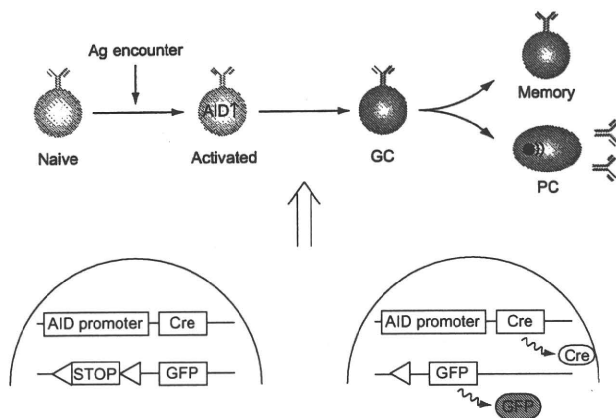 Ag encounter
AID↑
Naive
Activated
GC
Memory
PC
AID promoter
Cre
STOP
GFP
AID promoter
Cre
Cre
GFP
GFP